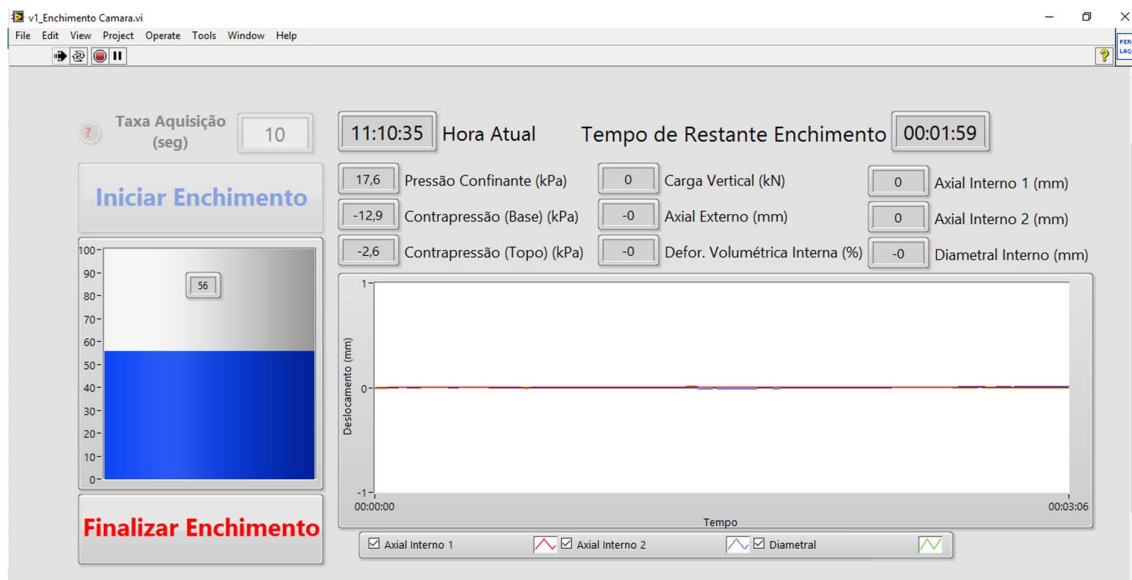 v1_Enchimento Camara.vi
File Edit View Project Operate Tools Window Help
PER
LAÇ
?
? Taxa Aquisição (seg) 10
11:10:35 Hora Atual
Tempo de Restante Enchimento 00:01:59
Iniciar Enchimento
17,6 Pressão Confinante (kPa)
0 Carga Vertical (kN)
0 Axial Interno 1 (mm)
-12,9 Contrapressão (Base) (kPa)
-0 Axial Externo (mm)
0 Axial Interno 2 (mm)
-2,6 Contrapressão (Topo) (kPa)
-0 Defor. Volumétrica Interna (%)
-0 Diametral Interno (mm)
100
90
80
70
60
50
40
30
20
10
0
56
Finalizar Enchimento
1
0
-1
Deslocamento (mm)
00:00:00
00:03:06
Tempo
Axial Interno 1
Axial Interno 2
Diametral